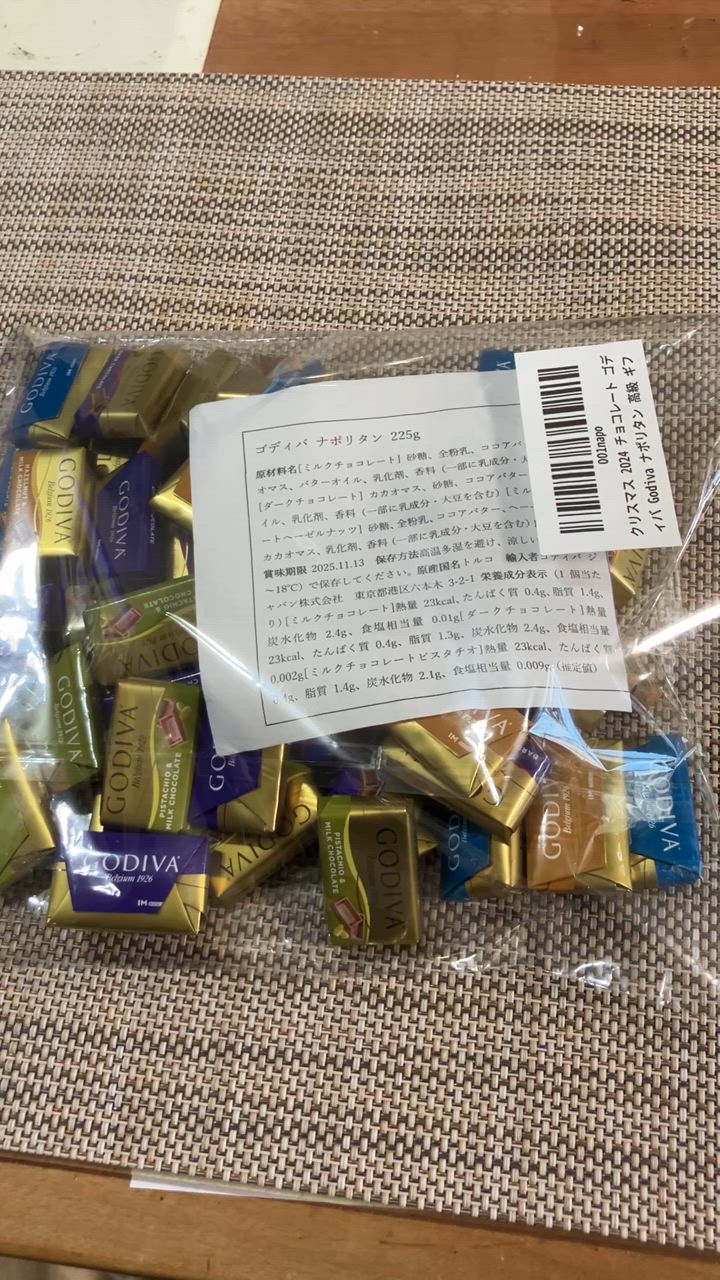 ゴディバ ナポリタン 225g
原材料名[ミルクチョコレート] 砂糖、全粉乳、ココアバ
オマス、バターオイル、乳化剤、香料 (一部に乳成分・大
[ダークチョコレート] カカオマス、砂糖、ココアバター
イル、乳化剤、香料 (一部に乳成分・大豆を含む) [ミル
ートヘーゼルナッツ] 砂糖、全粉乳、ココアバター、ヘー
カカオマス、乳化剤、香料 (一部に乳成分・大豆を含む)
賞味期限 2025.11.13 保存方法高温多湿を避け、涼しい
~18℃) で保存してください。原産国名トルコ 輸入者ゴディバジ
ャパン株式会社 東京都港区六本木 3-2-1 栄養成分表示 (1 個当た
り) [ミルクチョコレート]熱量 23kcal、たんぱく質 0.4g、脂質 1.4g、
炭水化物 2.4g、食塩相当量 0.01g[ダークチョコレート]熱量
23kcal、たんぱく質 0.4g、脂質 1.3g、炭水化物 2.4g、食塩相当量
0.002g[ミルクチョコレートピスタチオ]熱量 23kcal、たんぱく質
0.4g、脂質 1.4g、炭水化物 2.1g、食塩相当量 0.009g (推定値)
001napo
クリスマス 2024 チョコレート ゴデ
ィバ Godiva ナポリタン 高級 ギフ
GODIVA
GODIVA
HAZELNUT &
MILK CHOCOLATE
GODIVA
Belgium 1926
GODIVA
PISTACHIO &
CHOCOLATE
GODIVA
GODIVA
GODIVA
Belgium 1926
PISTACHIO &
MILK CHOCOLATE
GODIVA
Belgium 1926
PISTACHIO &
MILK CHOCOLATE
GODIVA
GODIVA
Belgium 1926
GODIVA